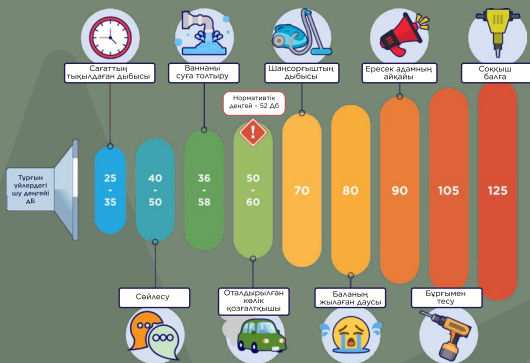 Сағаттың
тықылдаған дыбысы
Ваннаны
суға толтыру
Шаңсорғыштың
дыбысы
Ересек адамның
айқайы
Соққыш
балға
Нормативтік
деңгей – 52 Дб
Тұрғын
үйлердегі
шу деңгейі
дБ
25
-
35
40
-
50
36
-
58
50
-
60
70
80
90
105
125
Сөйлесу
Оталдырылған
көлік
қозғалтқышы
Баланың
жылаған даусы
Бұрғымен
тесу